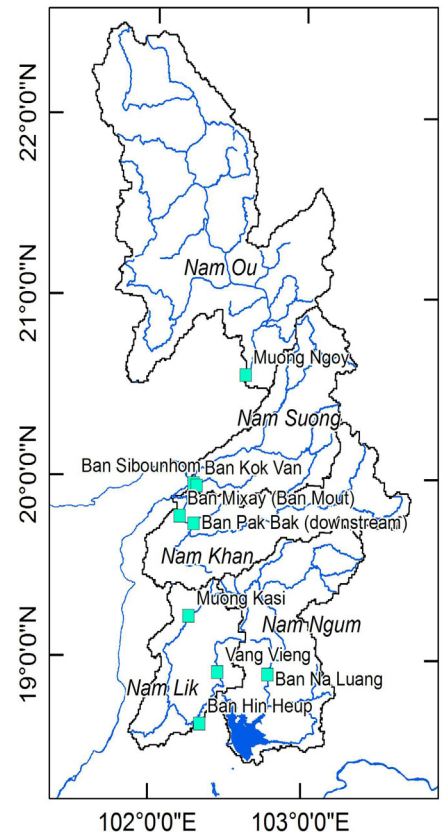 22°0'0"N
Nam Ou
21°0'0"N
Muong Ngoy
Nam Suong
Ban Sibounhom
Ban Kok Van
20°0'0"N
Ban Mixay (Ban Mout)
Ban Pak Bak (downstream)
Nam Khan
Muong Kasi
Nam Ngum
19°0'0"N
Vang Vieng
Nam Lik
Ban Na Luang
Ban Hin Heup
102°0'0"E
103°0'0"E